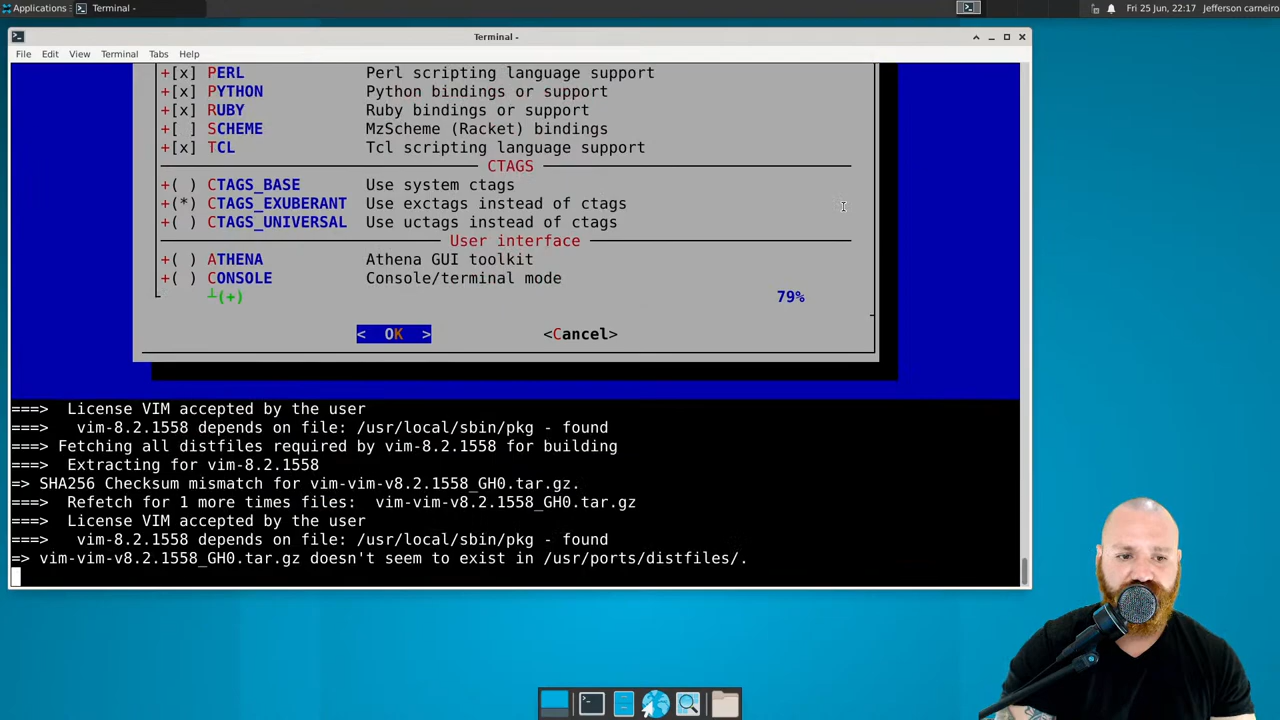 Applications
Terminal -
Fri 25 Jun, 22:17
Jefferson carneiro
Terminal -
File Edit View Terminal Tabs Help
+[x] PERL Perl scripting language support
+[x] PYTHON Python bindings or support
+[x] RUBY Ruby bindings or support
+[ ] SCHEME MzScheme (Racket) bindings
+[x] TCL Tcl scripting language support
CTAGS
+( ) CTAGS_BASE Use system ctags
+(*) CTAGS_EXUBERANT Use exctags instead of ctags
+( ) CTAGS_UNIVERSAL Use uctags instead of ctags
User interface
+( ) ATHENA Athena GUI toolkit
+( ) CONSOLE Console/terminal mode
┴(+) 79%
< OK > <Cancel>
===>  License VIM accepted by the user
===>   vim-8.2.1558 depends on file: /usr/local/sbin/pkg - found
===> Fetching all distfiles required by vim-8.2.1558 for building
===>  Extracting for vim-8.2.1558
=> SHA256 Checksum mismatch for vim-vim-v8.2.1558_GH0.tar.gz.
===>  Refetch for 1 more times files:  vim-vim-v8.2.1558_GH0.tar.gz
===>  License VIM accepted by the user
===>   vim-8.2.1558 depends on file: /usr/local/sbin/pkg - found
=> vim-vim-v8.2.1558_GH0.tar.gz doesn't seem to exist in /usr/ports/distfiles/.